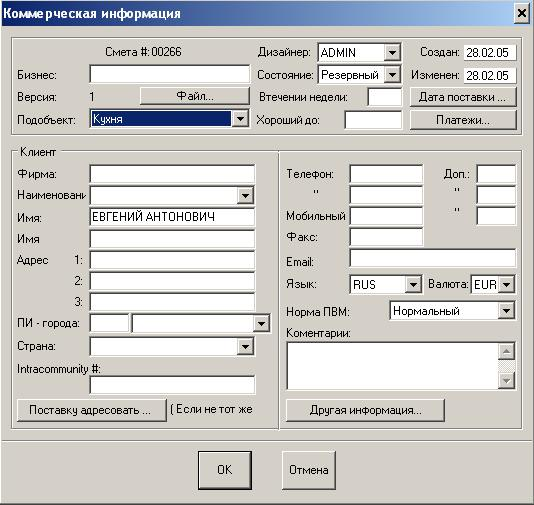 Коммерческая информация
Смета #: 00266 Дизайнер: ADMIN Создан: 28.02.05
Бизнес: Состояние: Резервный Изменен: 28.02.05
Версия: 1 Файл... Втечении недели: Дата поставки ...
Подобъект: Кухня Хороший до: Платежи...
Клиент
Фирма:
Наименовани
Имя: ЕВГЕНИЙ АНТОНОВИЧ
Имя
Адрес 1:
2:
3:
ПИ - города:
Страна:
Intracommunity #:
Поставку адресовать ... ( Если не тот же
Телефон: Доп.:
" "
Мобильный "
Факс:
Email:
Язык: RUS Валюта: EUR
Норма ПВМ: Нормальный
Коментарии:
Другая информация...
OK Отмена